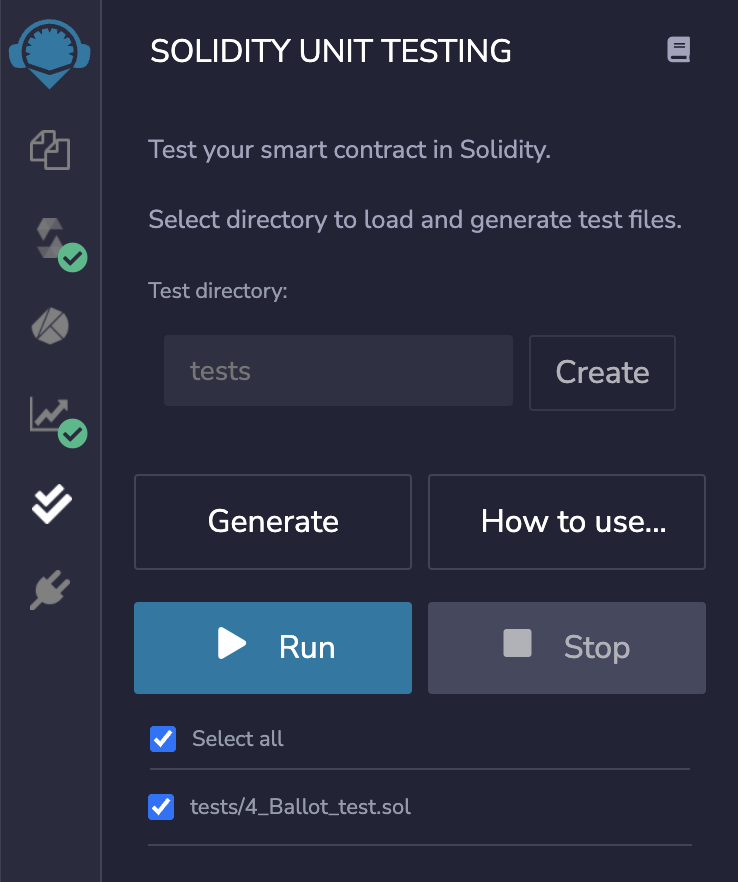 SOLIDITY UNIT TESTING
Test your smart contract in Solidity.
Select directory to load and generate test files.
Test directory:
tests
Create
Generate
How to use...
Run
Stop
Select all
tests/4_Ballot_test.sol